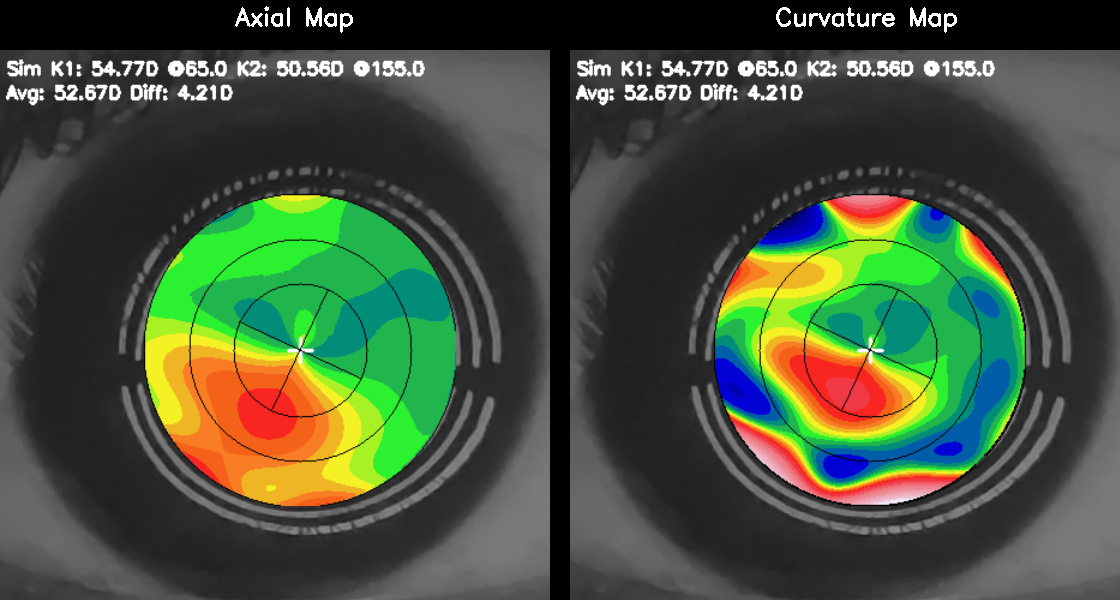 Axial Map
Curvature Map
Sim K1: 54.77D @65.0 K2: 50.56D @155.0
Avg: 52.67D Diff: 4.21D
Sim K1: 54.77D @65.0 K2: 50.56D @155.0
Avg: 52.67D Diff: 4.21D